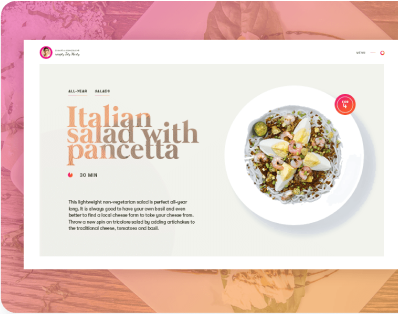 MENU
ALL-YEAR SALADS
Italian
salad with
pancetta
30 MIN
4
This lightweight non-vegetarian salad is perfect all-year
long. It is always good to have your own basil and even
better to find a local cheese farm to take your cheese from.
Throw a new spin on tricolore salad by adding artichokes to
the traditional cheese, tomatoes and basil.